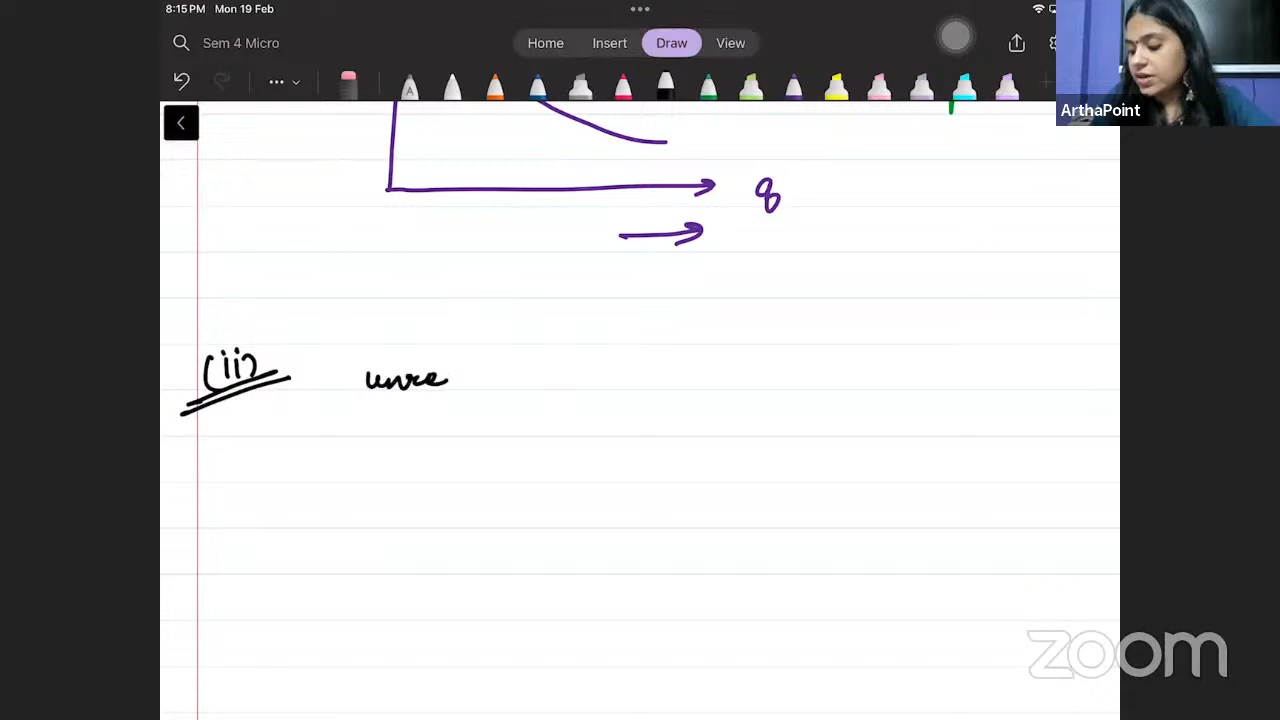 8:15 PM Mon 19 Feb
Sem 4 Micro
Home Insert Draw View
A
ArthaPoint
q
(ii) unre
zoom